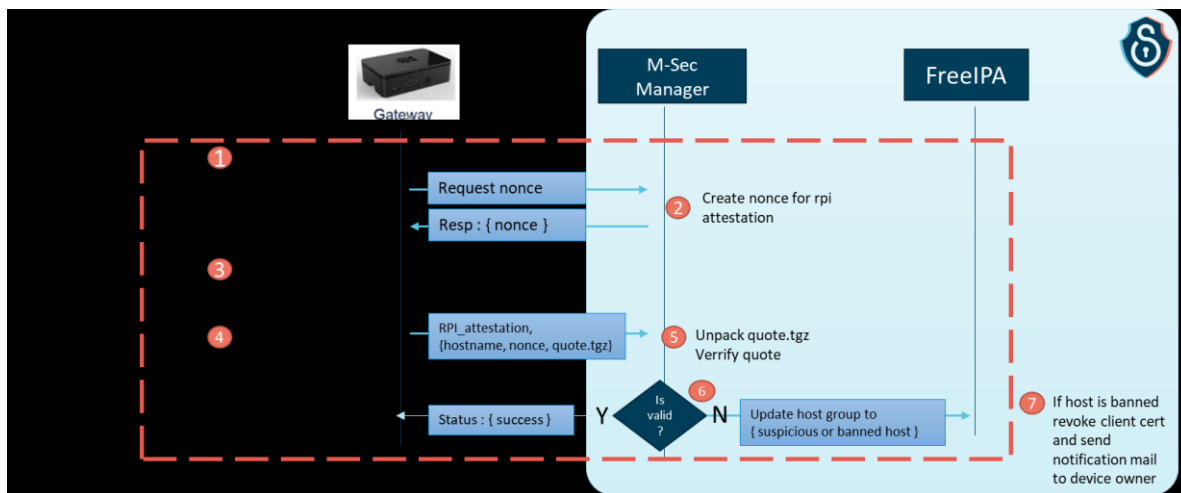 M-Sec
Manager
FreeIPA
Gateway
1
Request nonce
2
Create nonce for rpi
attestation
Resp : { nonce }
3
4
RPI_attestation,
{hostname, nonce, quote.tgz}
5
Unpack quote.tgz
Verrify quote
6
Is
valid
?
Y
N
Status : { success }
Update host group to
{ suspicious or banned host }
7
If host is banned
revoke client cert
and send
notification mail
to device owner